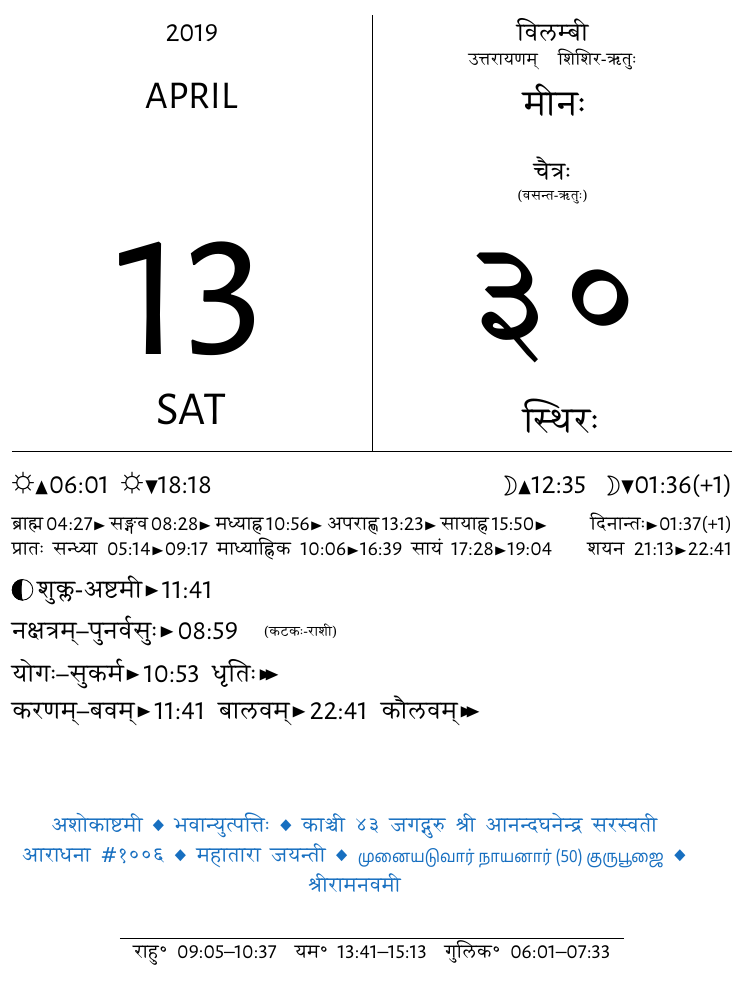 2019
APRIL
13
SAT
विलम्बी
उत्तरायणम् शिशिर-ऋतुः
मीनः
चैत्रः
(वसन्त-ऋतुः)
३०
स्थिरः
☼▲06:01 ☼▼18:18 ☽▲12:35 ☽▼01:36(+1)
ब्राह्म 04:27► सङ्गव 08:28► मध्याह्न 10:56► अपराह्ण 13:23► सायाह्न 15:50► दिनान्तः►01:37(+1)
प्रातः सन्ध्या 05:14►09:17 माध्याह्निक 10:06►16:39 सायं 17:28►19:04 शयन 21:13►22:41
शुक्ल-अष्टमी►11:41
नक्षत्रम्–पुनर्वसुः►08:59 (कटकः-राशी)
योगः–सुकर्म►10:53 धृतिः►►
करणम्–बवम्►11:41 बालवम्►22:41 कौलवम्►►
अशोकाष्टमी ◆ भवान्युत्पत्तिः ◆ काञ्ची ४३ जगद्गुरु श्री आनन्दघनेन्द्र सरस्वती
आराधना #१००६ ◆ महातारा जयन्ती ◆ முனையடுவார் நாயனார் (50) குருபூஜை ◆
श्रीरामनवमी
राहु° 09:05–10:37 यम° 13:41–15:13 गुलिक° 06:01–07:33